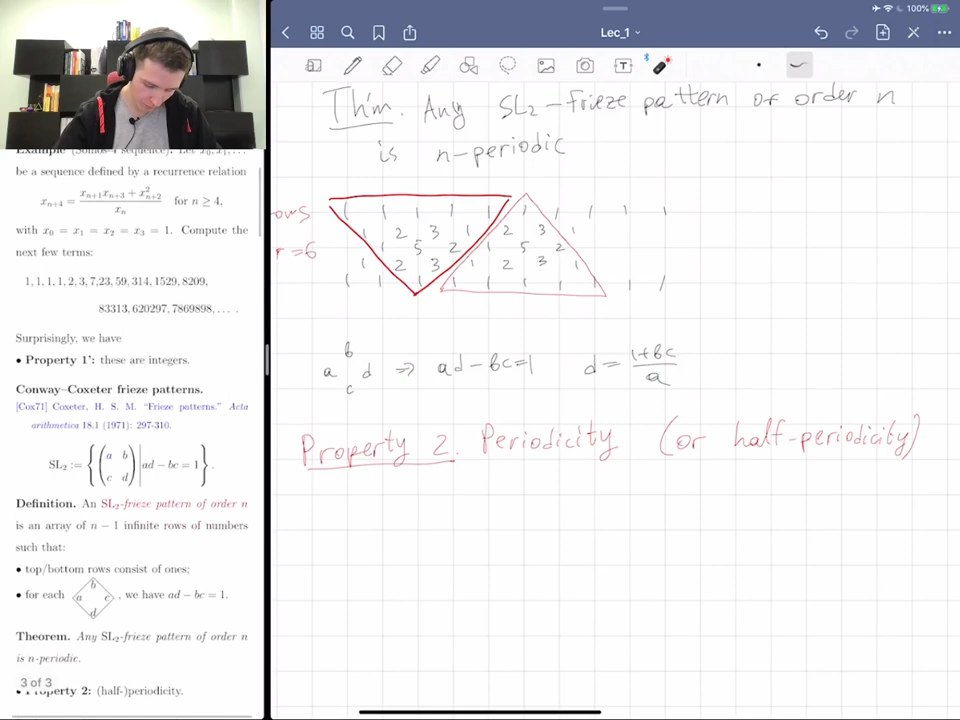 100%
Lec_1
Example (Somos-4 sequence). Let x₀, x₁, . . .
be a sequence defined by a recurrence relation
xₙ₊₄ = (xₙ₊₁xₙ₊₃ + x²ₙ₊₂) / xₙ for n ≥ 4,
with x₀ = x₁ = x₂ = x₃ = 1. Compute the
next few terms:
1, 1, 1, 1, 2, 3, 7, 23, 59, 314, 1529, 8209,
83313, 620297, 7869898, . . .
Surprisingly, we have
• Property 1': these are integers.
Conway–Coxeter frieze patterns.
[Cox71] Coxeter, H. S. M. "Frieze patterns." Acta
arithmetica 18.1 (1971): 297-310.
SL₂ := { (a b c d) | ad − bc = 1 }.
Definition. An SL₂-frieze pattern of order n
is an array of n − 1 infinite rows of numbers
such that:
• top/bottom rows consist of ones;
• for each a b c d , we have ad − bc = 1.
Theorem. Any SL₂-frieze pattern of order n
is n-periodic.
3 of 3
Property 2: (half-)periodicity.
Thm. Any SL₂-frieze pattern of order n
is n-periodic
ows 1 1 1 1 1 1 1 1 1 1
1 2 3 1 2 3 1
r = 6 1 5 2 1 5 2
1 2 3 1 2 3 1
1 1 1 1 1 1 1 1 1 1
a b c d ⇒ ad − bc = 1 d = (1+bc)/a
Property 2. Periodicity (or half-periodicity)